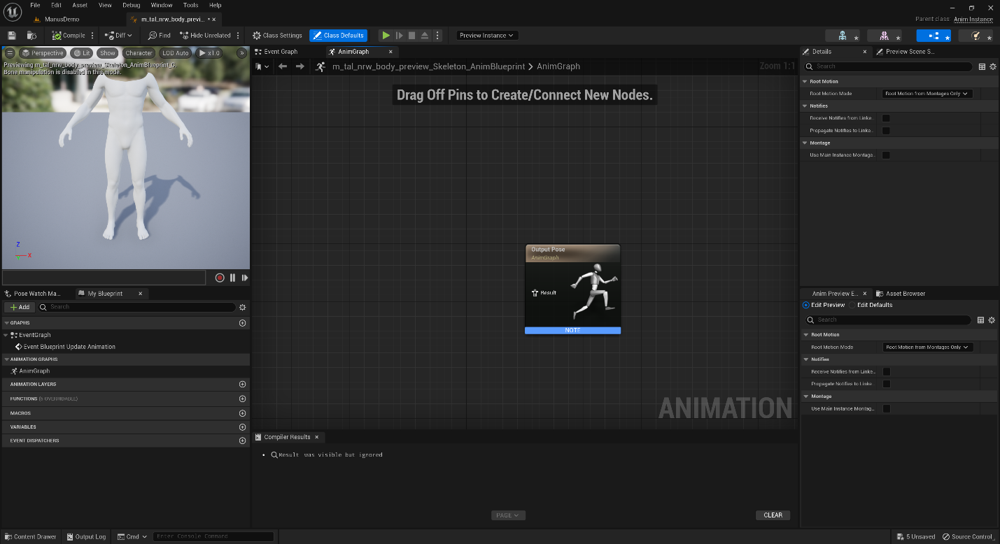 File Edit Asset View Debug Window Tools Help
ManusDemo
m_tal_nrw_body_previ... *
Parent class: Anim Instance
Compile
Diff
Find
Hide Unrelated
Class Settings
Class Defaults
Preview Instance
Perspective
Lit
Show
Character
LOD Auto
x1.0
Previewing m_tal_nrw_body_preview_Skeleton_AnimBlueprint_C.
Bone manipulation is disabled in this mode.
Z
X
Pose Watch Ma...
My Blueprint
Add
Search
GRAPHS
EventGraph
Event Blueprint Update Animation
ANIMATION GRAPHS
AnimGraph
ANIMATION LAYERS
FUNCTIONS (5 OVERRIDABLE)
MACROS
VARIABLES
EVENT DISPATCHERS
Event Graph
AnimGraph
m_tal_nrw_body_preview_Skeleton_AnimBlueprint > AnimGraph
Zoom 1:1
Drag Off Pins to Create/Connect New Nodes.
Output Pose
AnimGraph
Result
NOTE
ANIMATION
Compiler Results
Result was visible but ignored
PAGE
CLEAR
Details
Preview Scene S...
Search
Root Motion
Root Motion Mode
Root Motion from Montages Only
Notifies
Receive Notifies from Linke..
Propagate Notifies to Linke..
Montage
Use Main Instance Montage..
Anim Preview E...
Asset Browser
Edit Preview
Edit Defaults
Search
Root Motion
Root Motion Mode
Root Motion from Montages Only
Notifies
Receive Notifies from Linke...
Propagate Notifies to Linke...
Montage
Use Main Instance Montag...
Content Drawer
Output Log
Cmd
Enter Console Command
5 Unsaved
Source Control